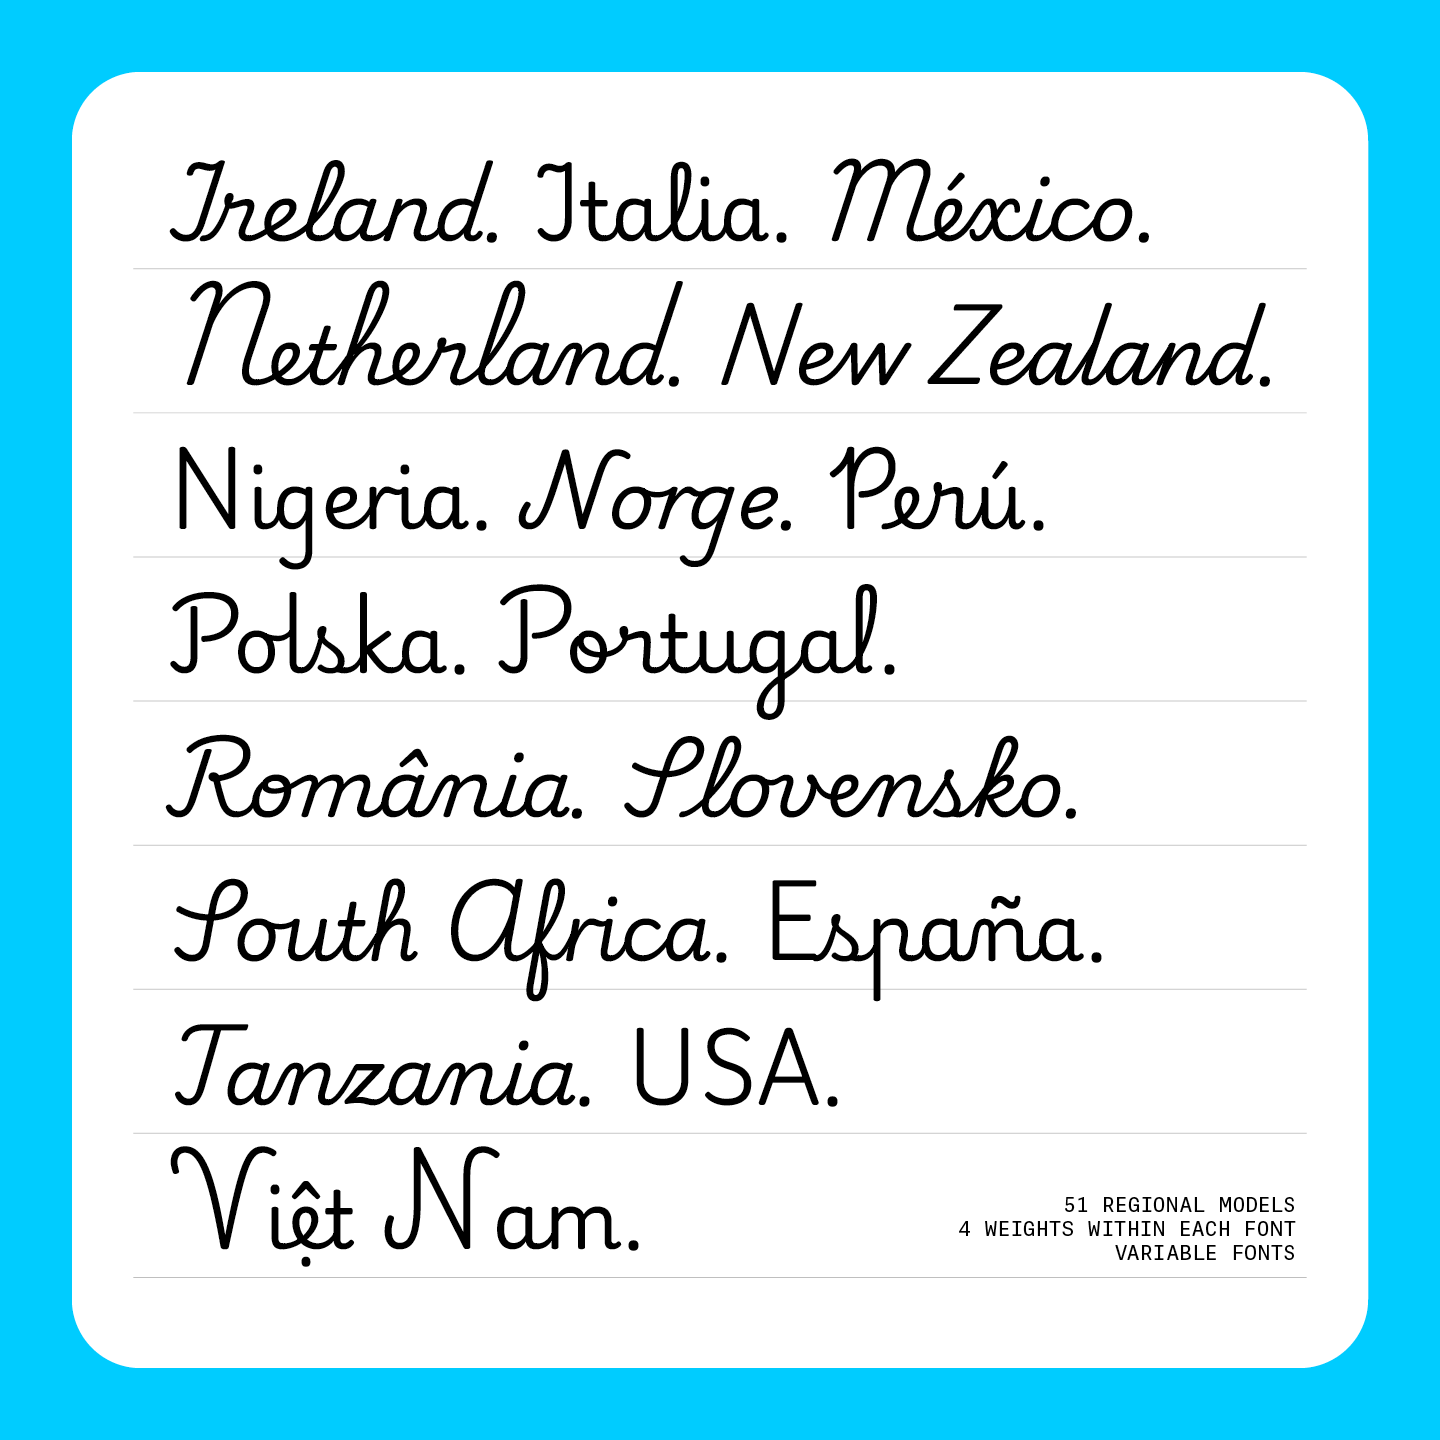 Ireland. Italia. México.
Netherland. New Zealand.
Nigeria. Norge. Perú.
Polska. Portugal.
România. Slovensko.
South Africa. España.
Tanzania. USA.
Việt Nam.
51 REGIONAL MODELS
4 WEIGHTS WITHIN EACH FONT
VARIABLE FONTS